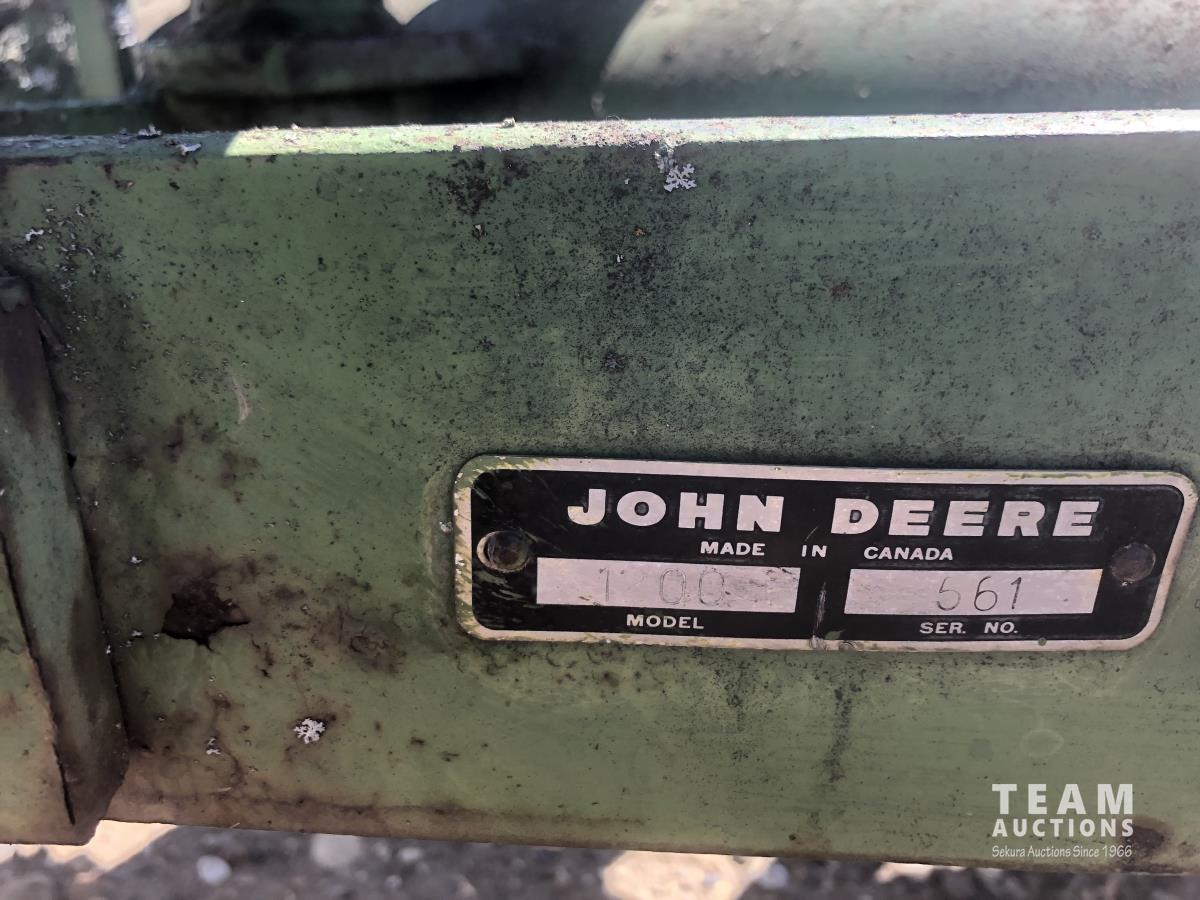 JOHN DEERE
MADE IN CANADA
1200 561
MODEL SER. NO.
TEAM
AUCTIONS
Sekura Auctions Since 1966